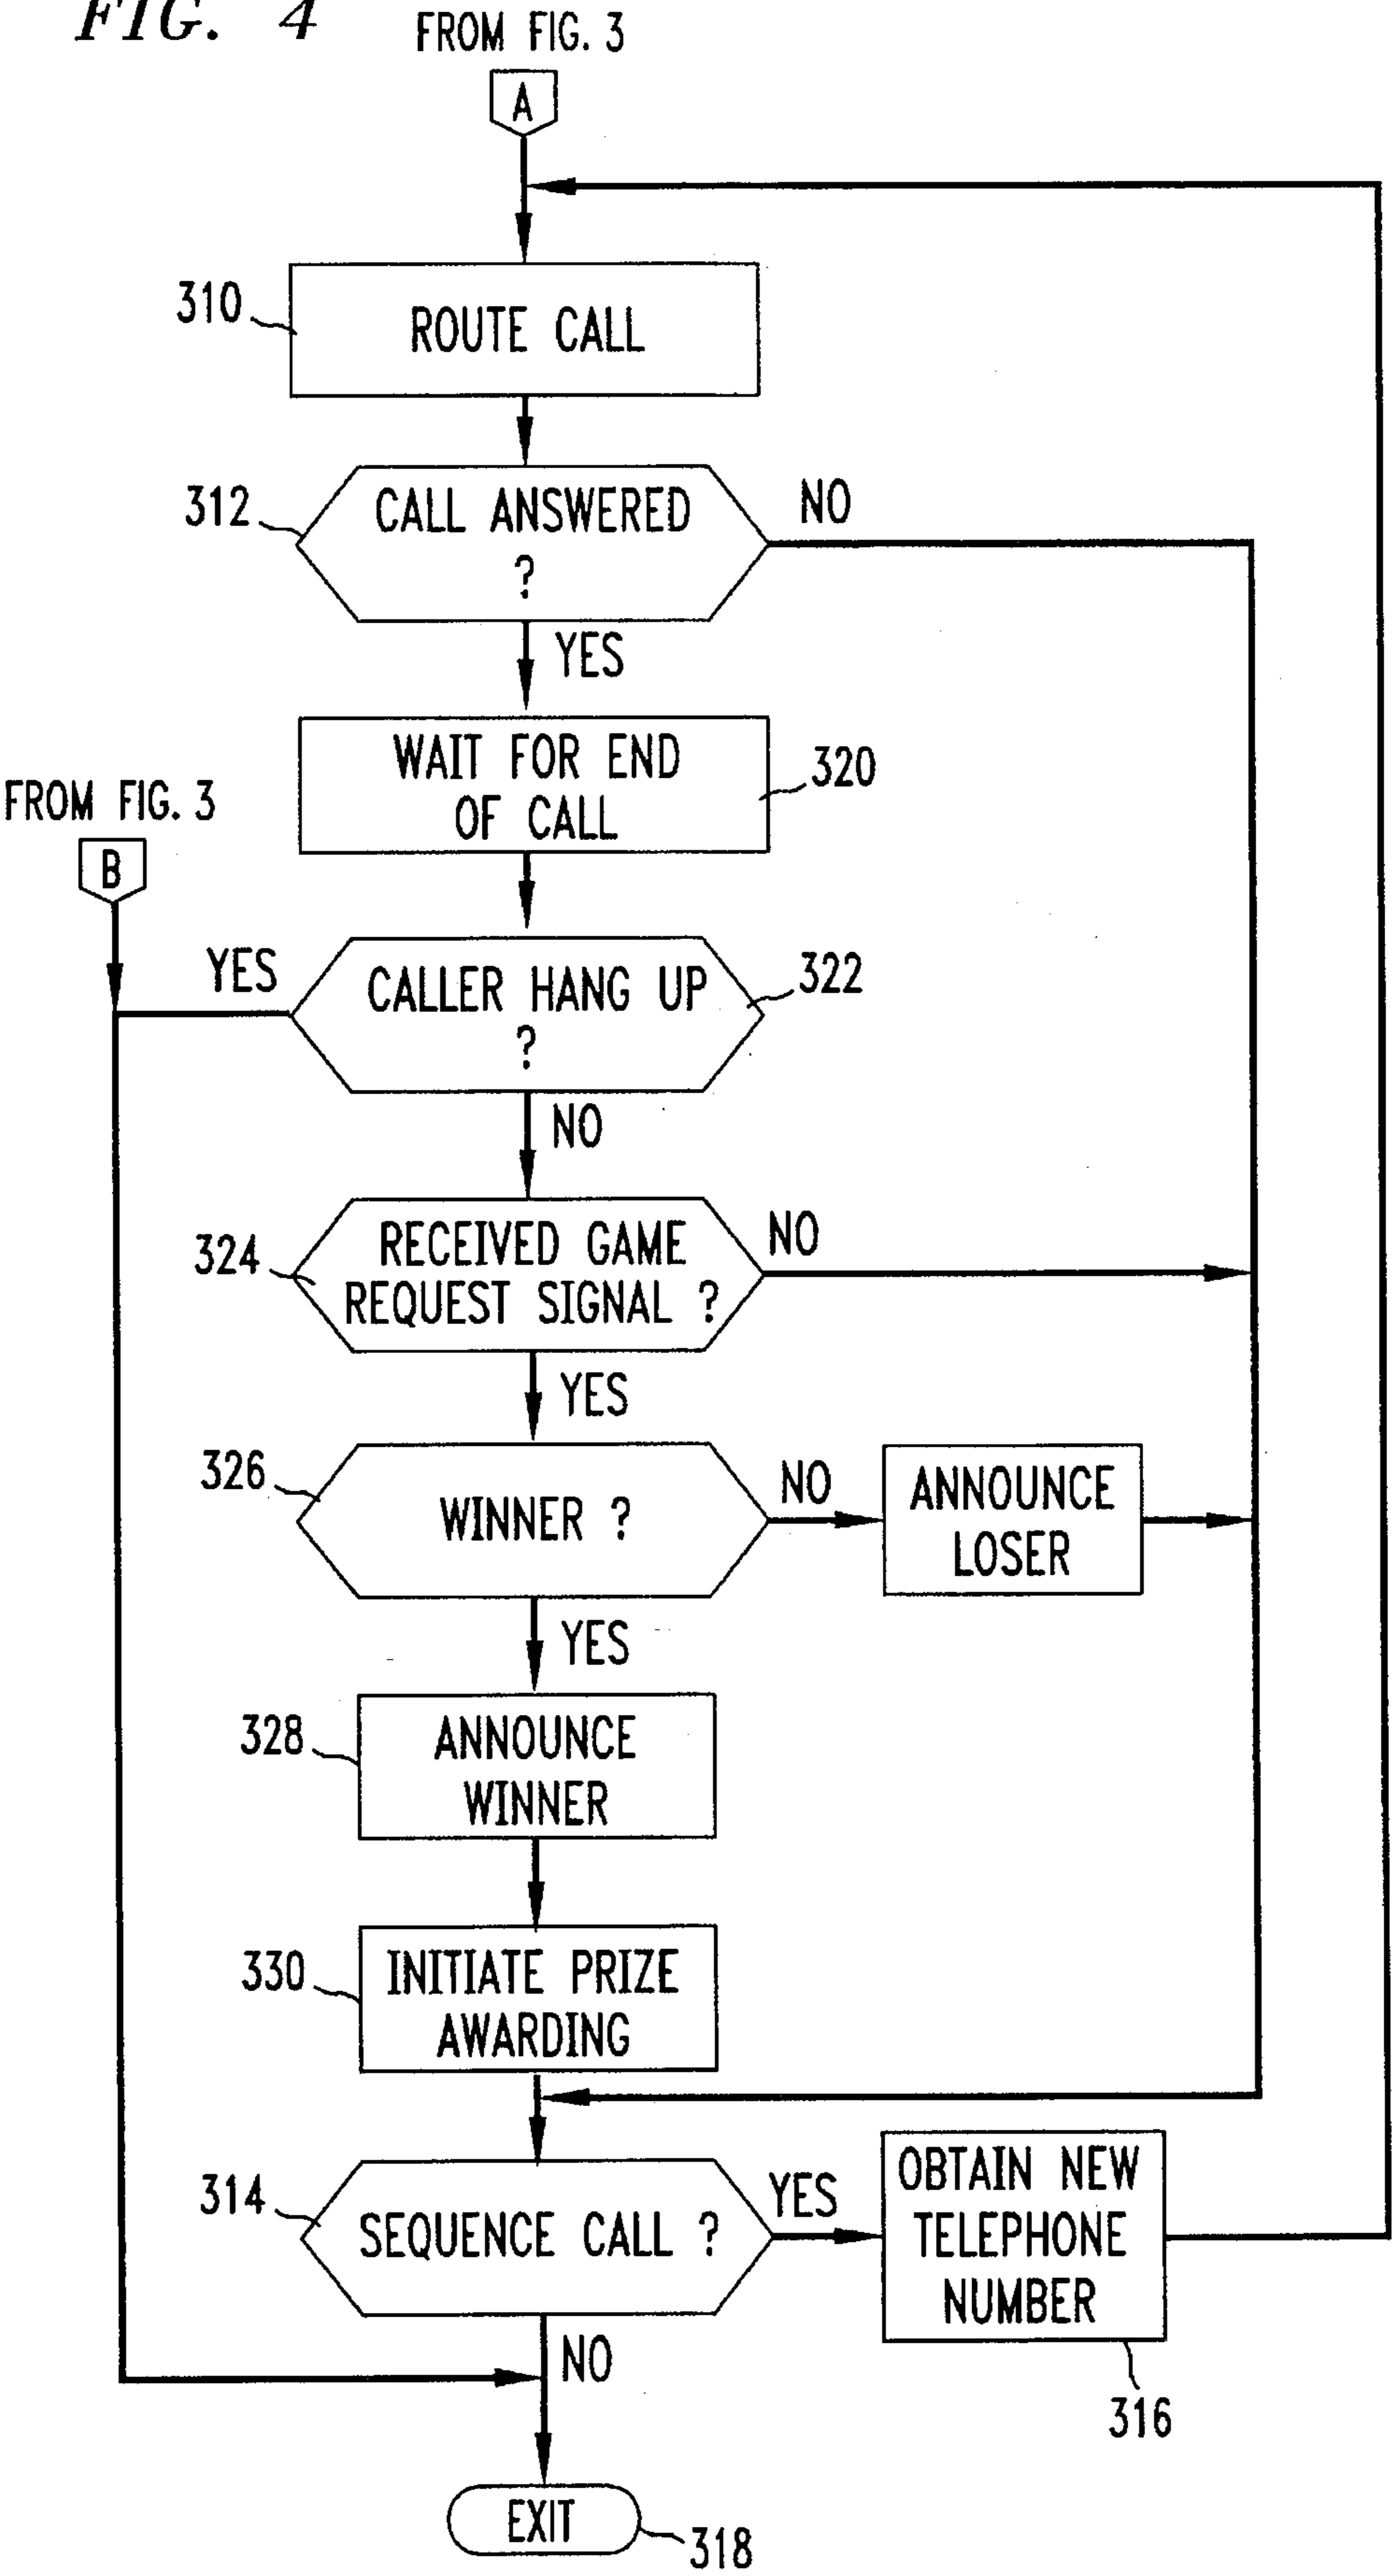 FIG. 4
FROM FIG. 3
A
310
ROUTE CALL
312
CALL ANSWERED
?
NO
YES
WAIT FOR END
OF CALL
320
FROM FIG. 3
B
YES
CALLER HANG UP
?
322
NO
324
RECEIVED GAME
REQUEST SIGNAL ?
NO
YES
326
WINNER ?
NO
ANNOUNCE
LOSER
YES
328
ANNOUNCE
WINNER
330
INITIATE PRIZE
AWARDING
314
SEQUENCE CALL ?
YES
OBTAIN NEW
TELEPHONE
NUMBER
316
NO
EXIT
318